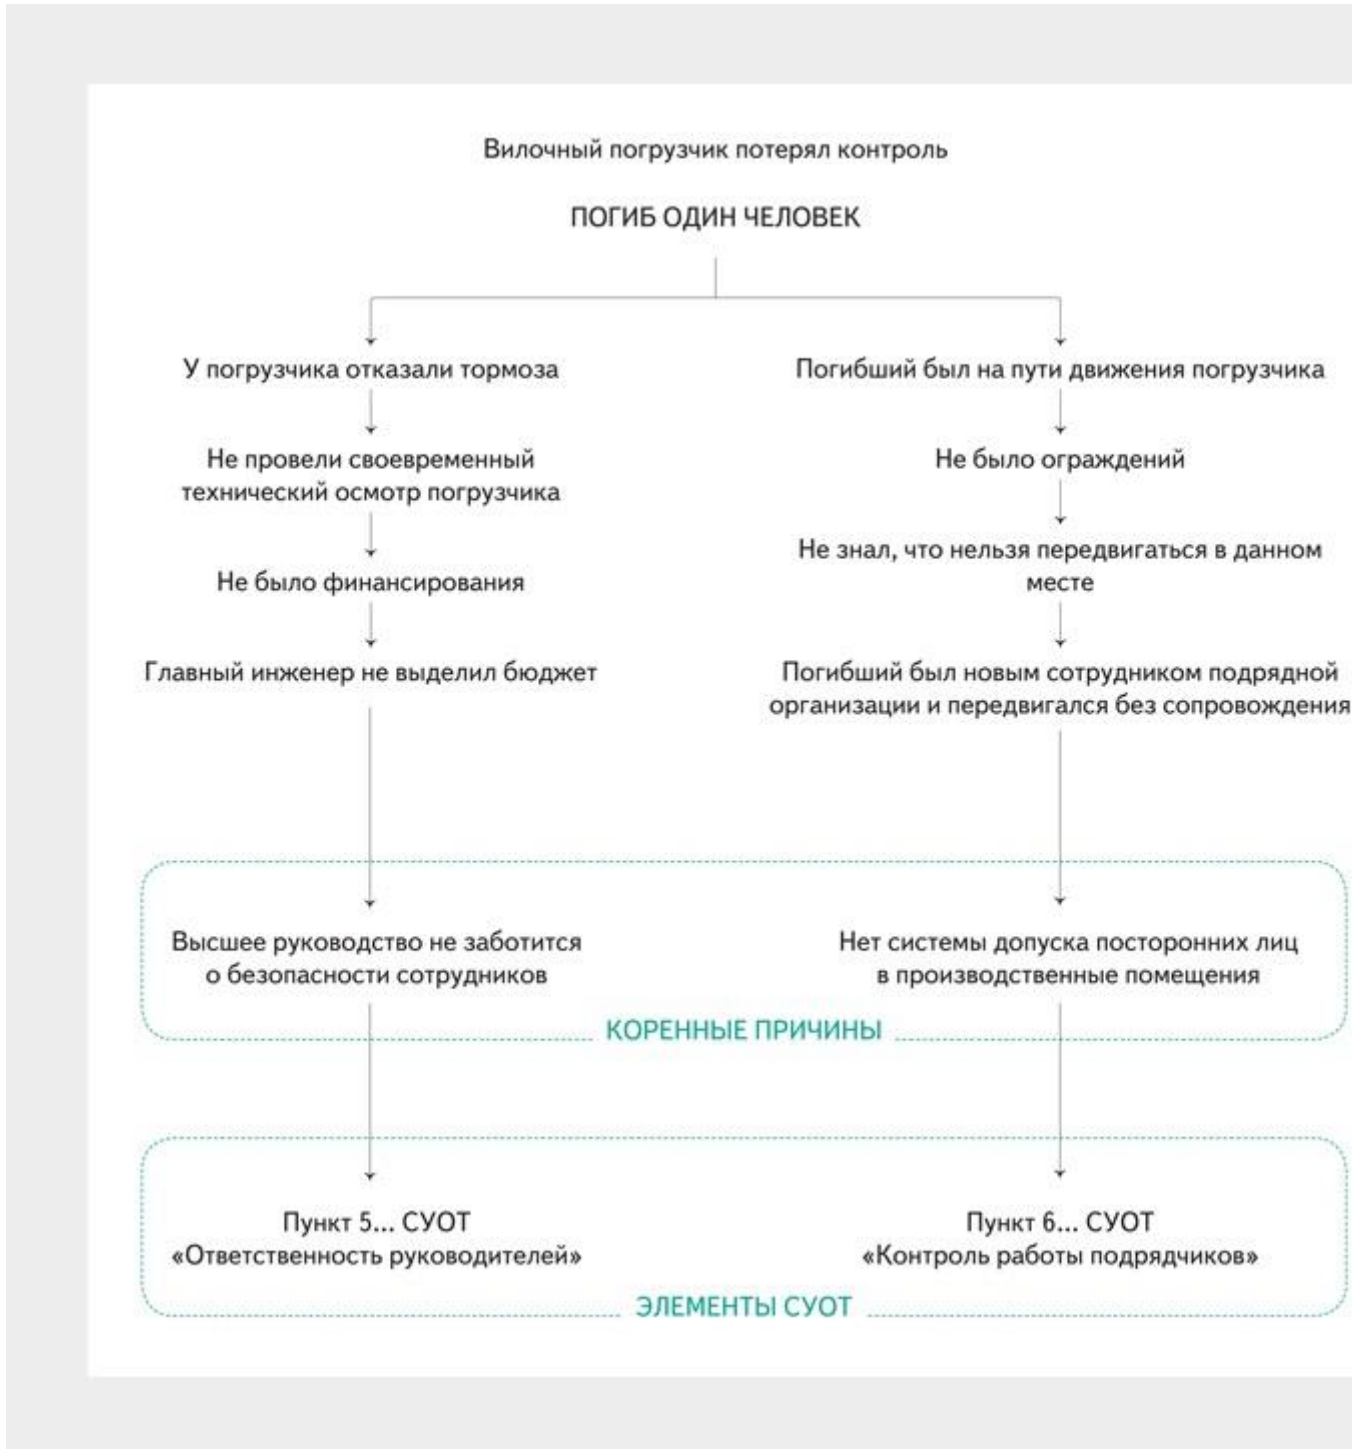 Вилочный погрузчик потерял контроль
ПОГИБ ОДИН ЧЕЛОВЕК
У погрузчика отказали тормоза
Не провели своевременный
технический осмотр погрузчика
Не было финансирования
Главный инженер не выделил бюджет
Погибший был на пути движения погрузчика
Не было ограждений
Не знал, что нельзя передвигаться в данном
месте
Погибший был новым сотрудником подрядной
организации и передвигался без сопровождения
Высшее руководство не заботится
о безопасности сотрудников
Нет системы допуска посторонних лиц
в производственные помещения
КОРЕННЫЕ ПРИЧИНЫ
Пункт 5... СУОТ
«Ответственность руководителей»
Пункт 6... СУОТ
«Контроль работы подрядчиков»
ЭЛЕМЕНТЫ СУОТ